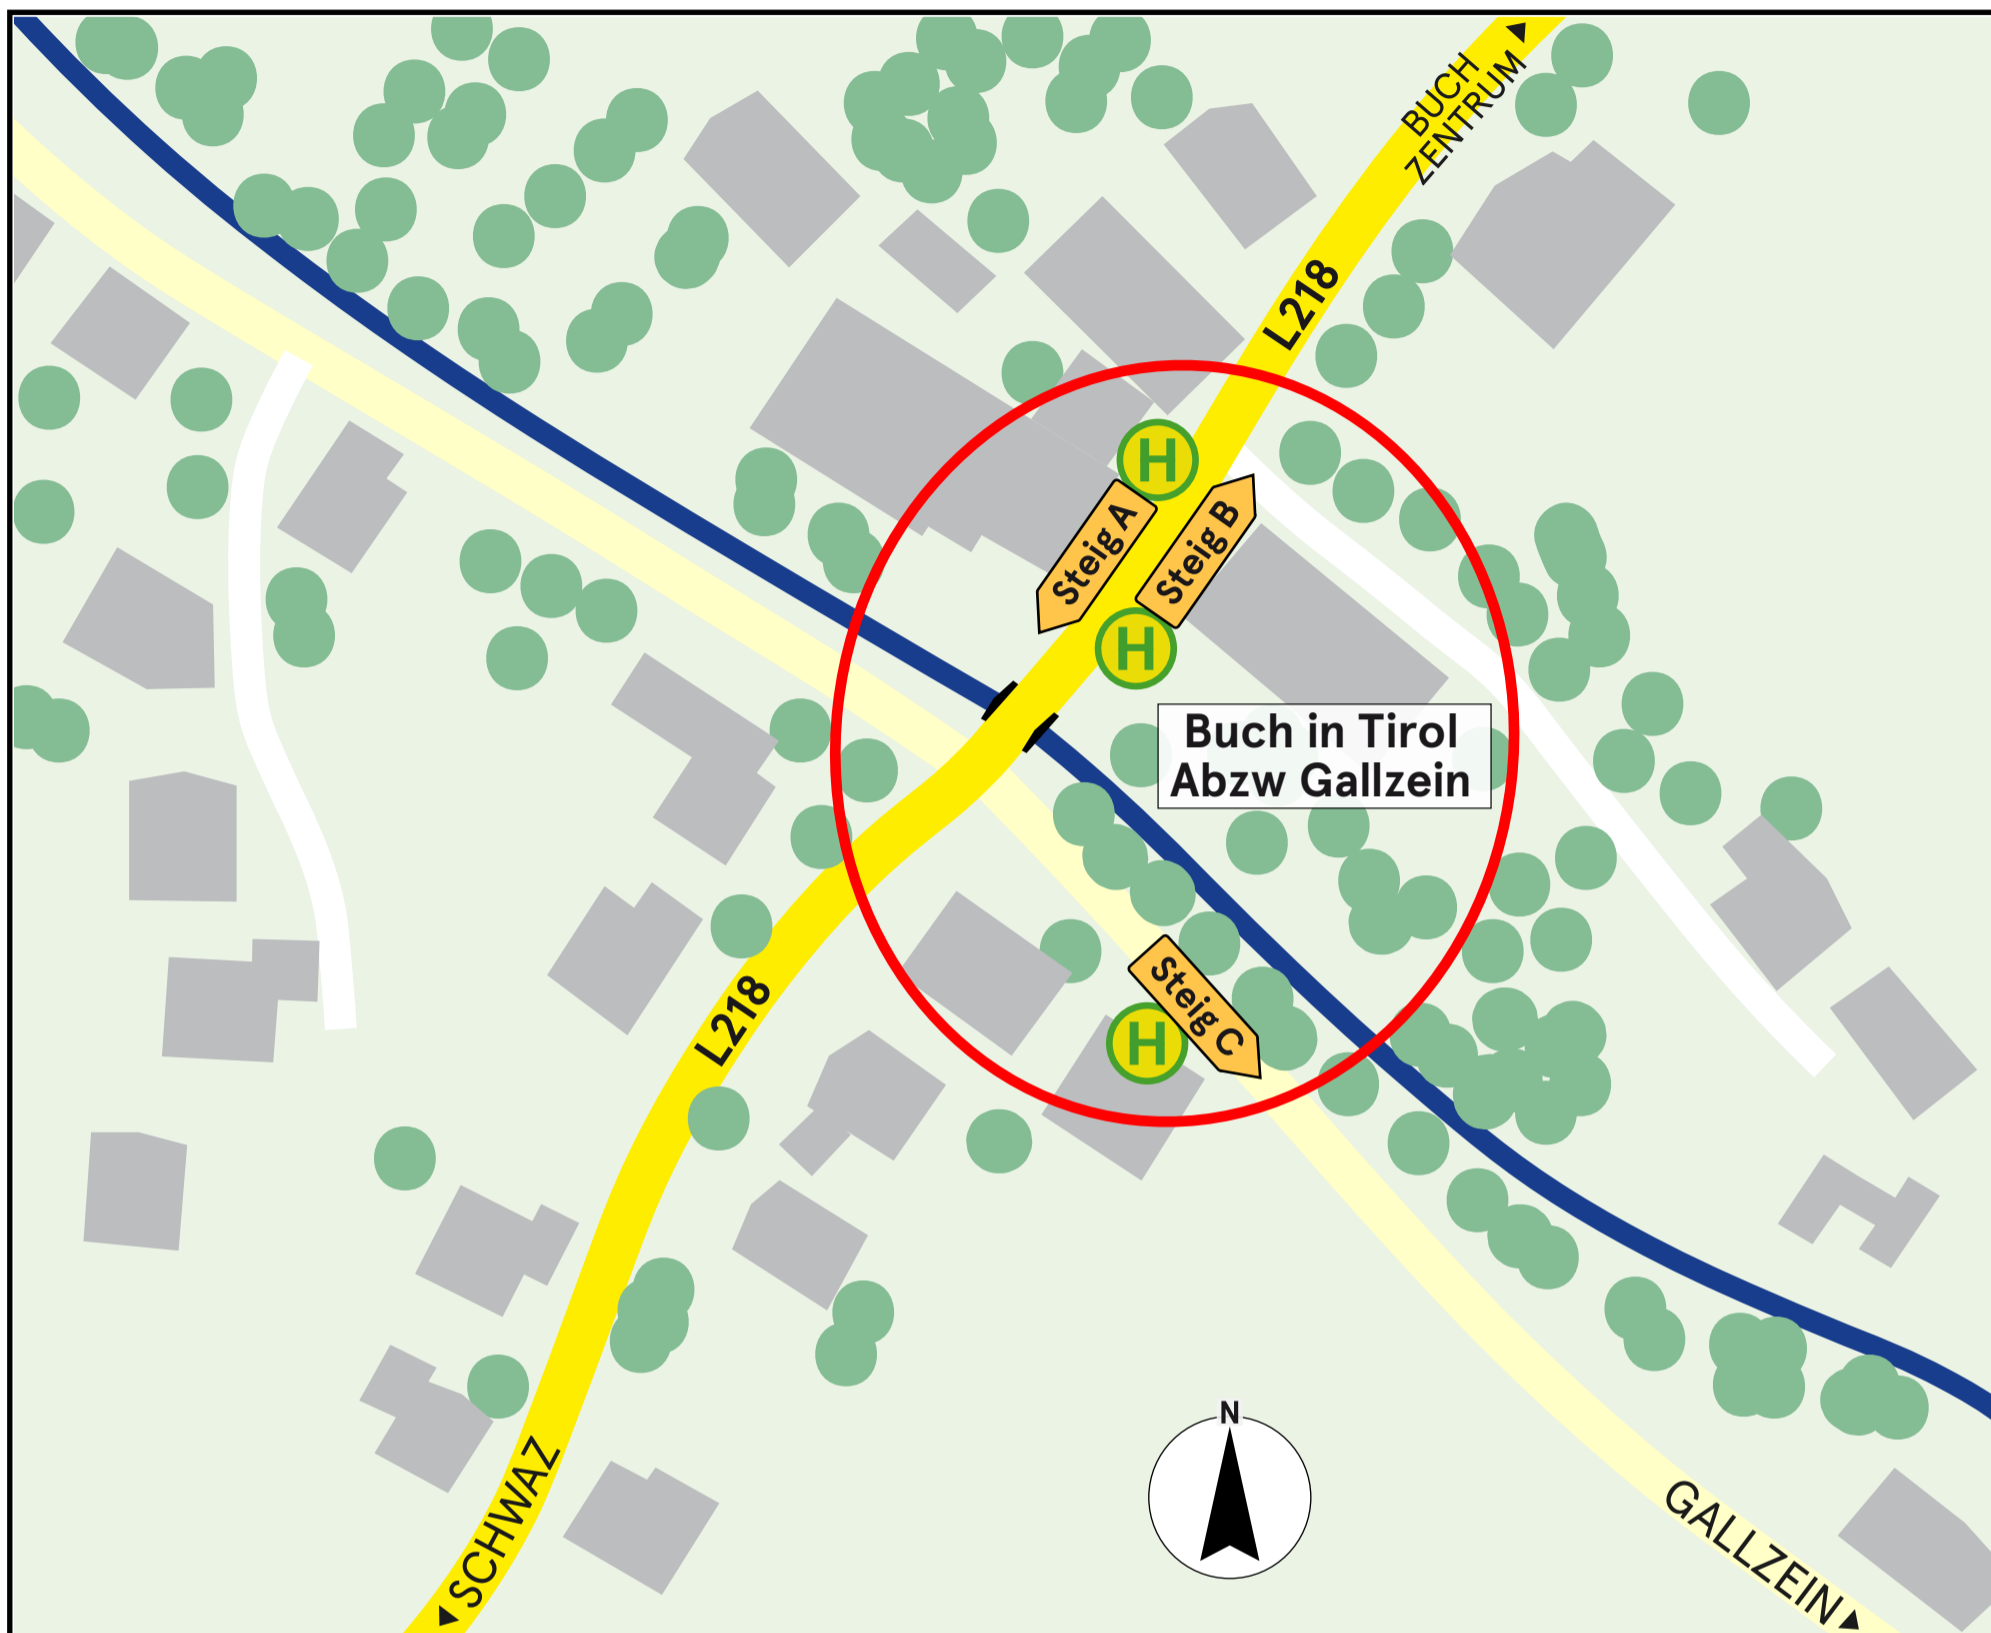 BUCH
ZENTRUM
L218
H
Steig A
Steig B
H
Buch in Tirol
Abzw Gallzein
Steig C
H
L218
N
SCHWAZ
GALLZEIN